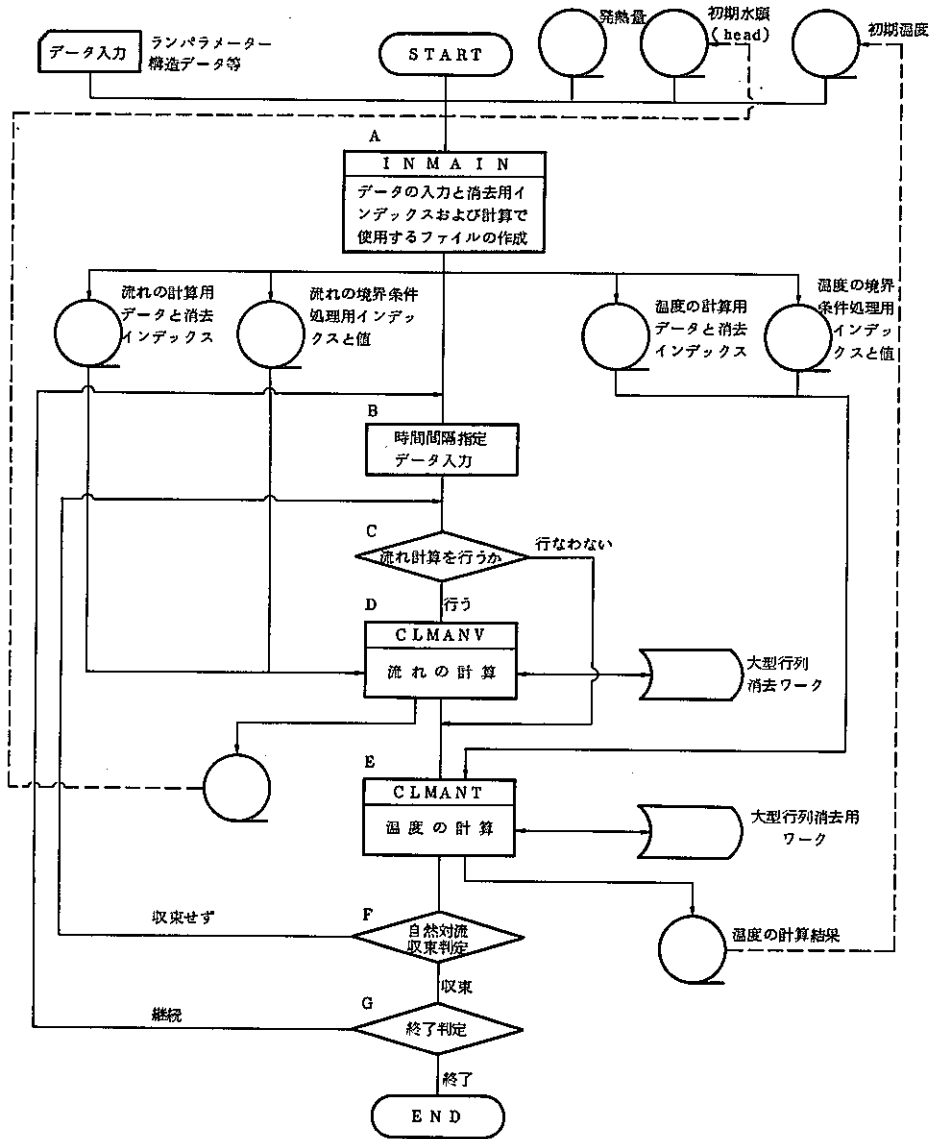 データ入力
ランパラメーター
構造データ等
START
発熱量
初期水頭
(head)
初期温度
A
INMAIN
データの入力と消去用イ
ンデックスおよび計算で
使用するファイルの作成
流れの計算用
データと消去
インデックス
流れの境界条件
処理用インデッ
クスと値
温度の計算用
データと消去
インデックス
温度の境界
条件処理用
インデッ
クスと値
B
時間間隔指定
データ入力
C
流れ計算を行うか
行なわない
行う
D
CLMANV
流れの計算
大型行列
消去ワーク
E
CLMANT
温度の計算
大型行列消去用
ワーク
F
自然対流
収束判定
収束せず
温度の計算結果
収束
G
終了判定
継続
終了
END